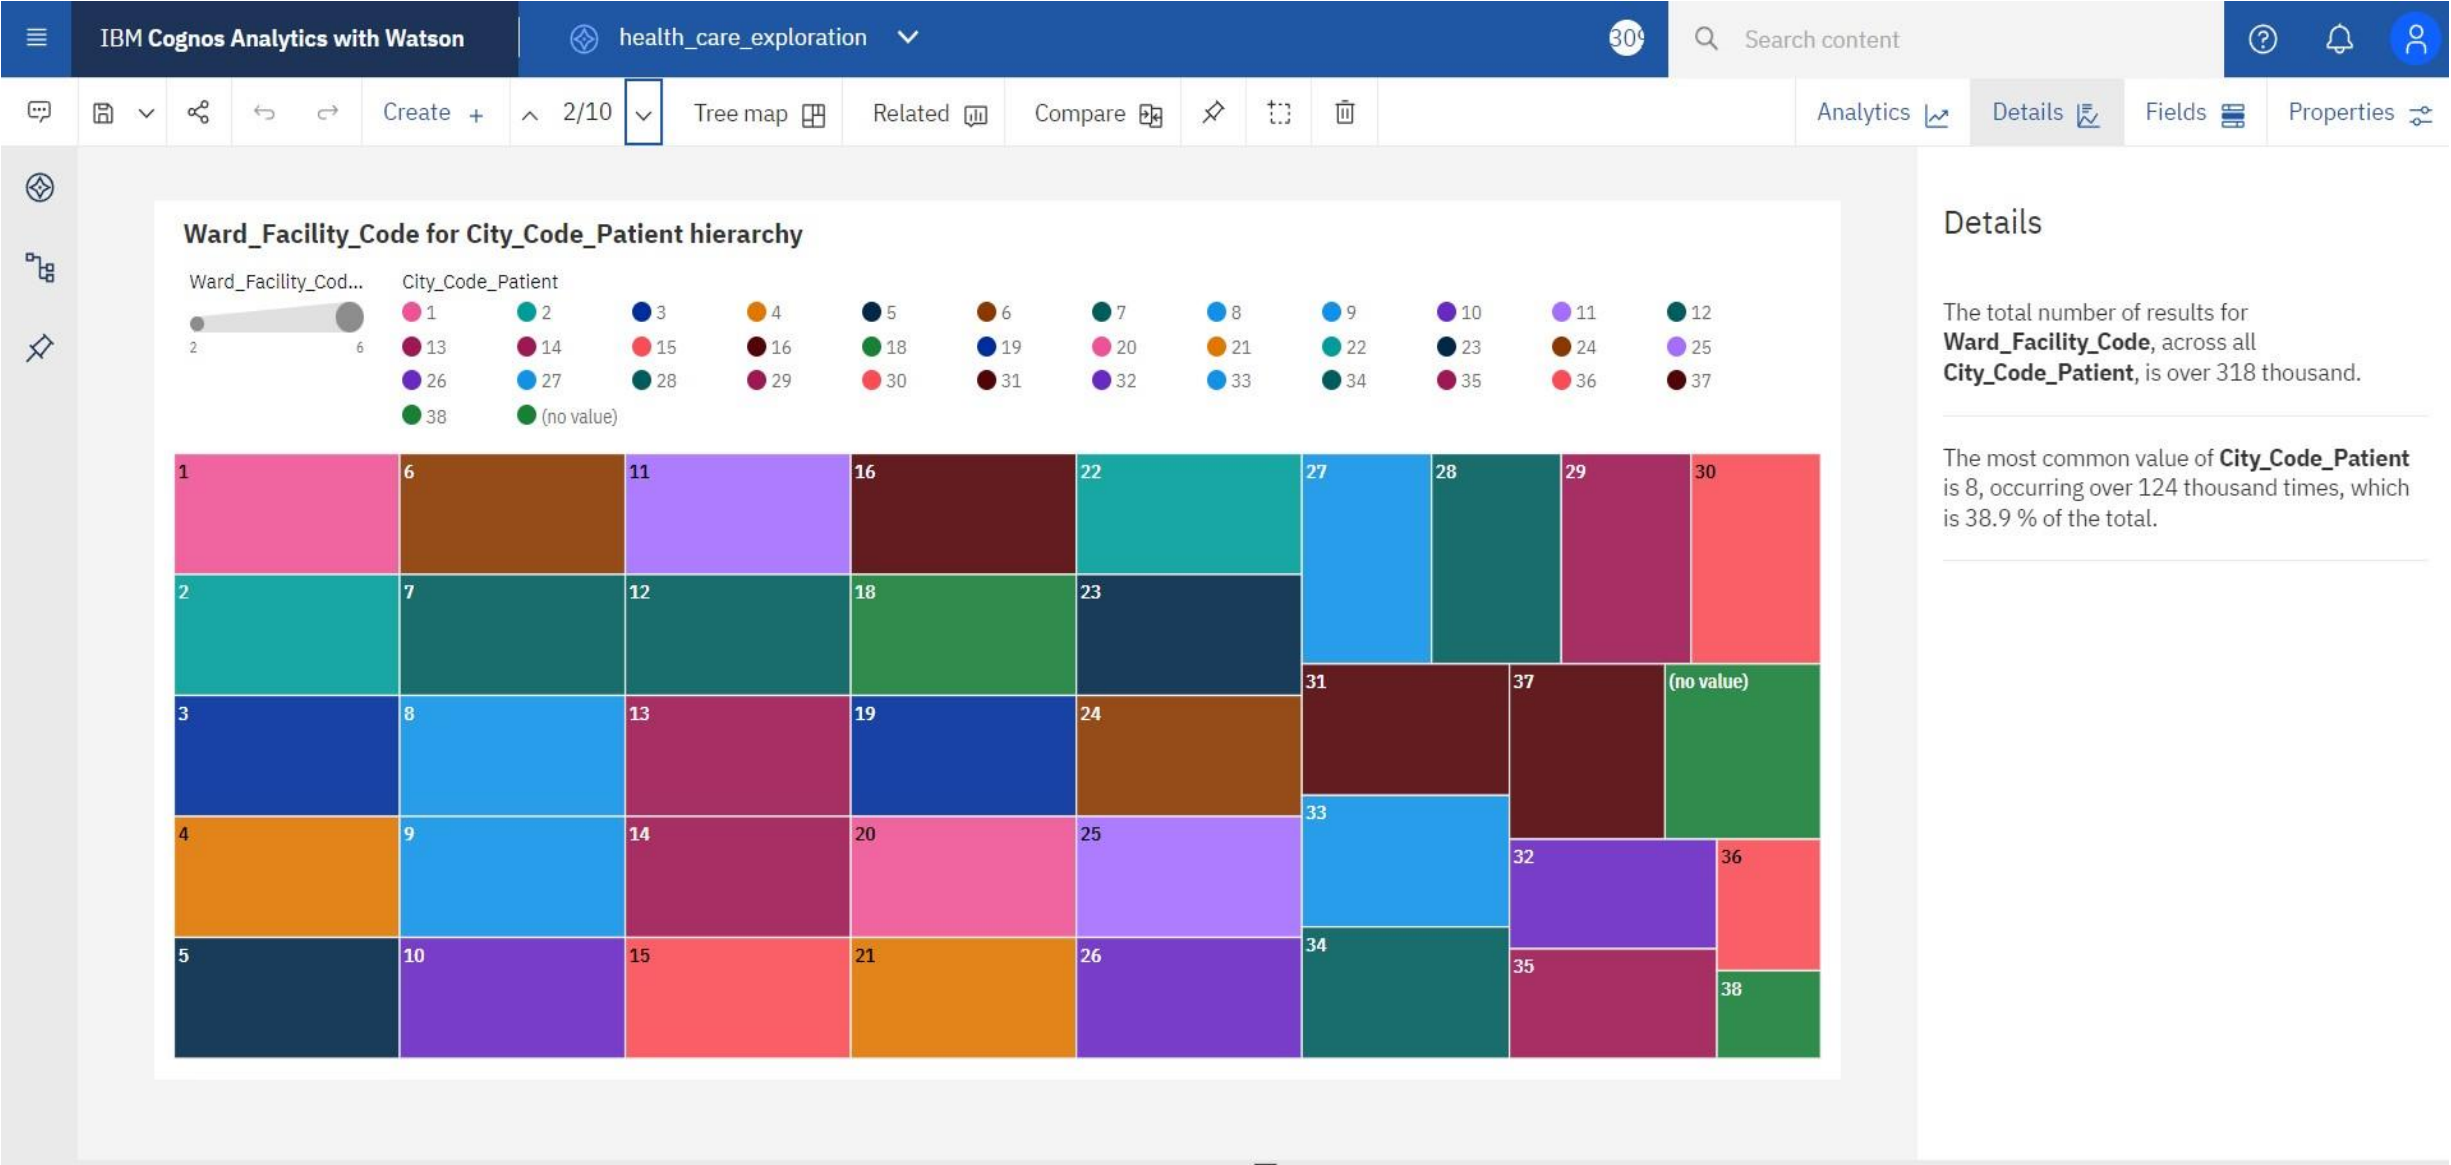 IBM Cognos Analytics with Watson
health_care_exploration
309
Search content
Create +
2/10
Tree map
Related
Compare
Analytics
Details
Fields
Properties
Ward_Facility_Code for City_Code_Patient hierarchy
Ward_Facility_Cod... City_Code_Patient
2 6
1 2 3 4 5 6 7 8 9 10 11 12
13 14 15 16 18 19 20 21 22 23 24 25
26 27 28 29 30 31 32 33 34 35 36 37
38 (no value)
1 6 11 16 22 27 28 29 30
2 7 12 18 23
31 37 (no value)
3 8 13 19 24
33
4 9 14 20 25
32 36
34
5 10 15 21 26
35
38
Details
The total number of results for
Ward_Facility_Code, across all
City_Code_Patient, is over 318 thousand.
The most common value of City_Code_Patient
is 8, occurring over 124 thousand times, which
is 38.9 % of the total.